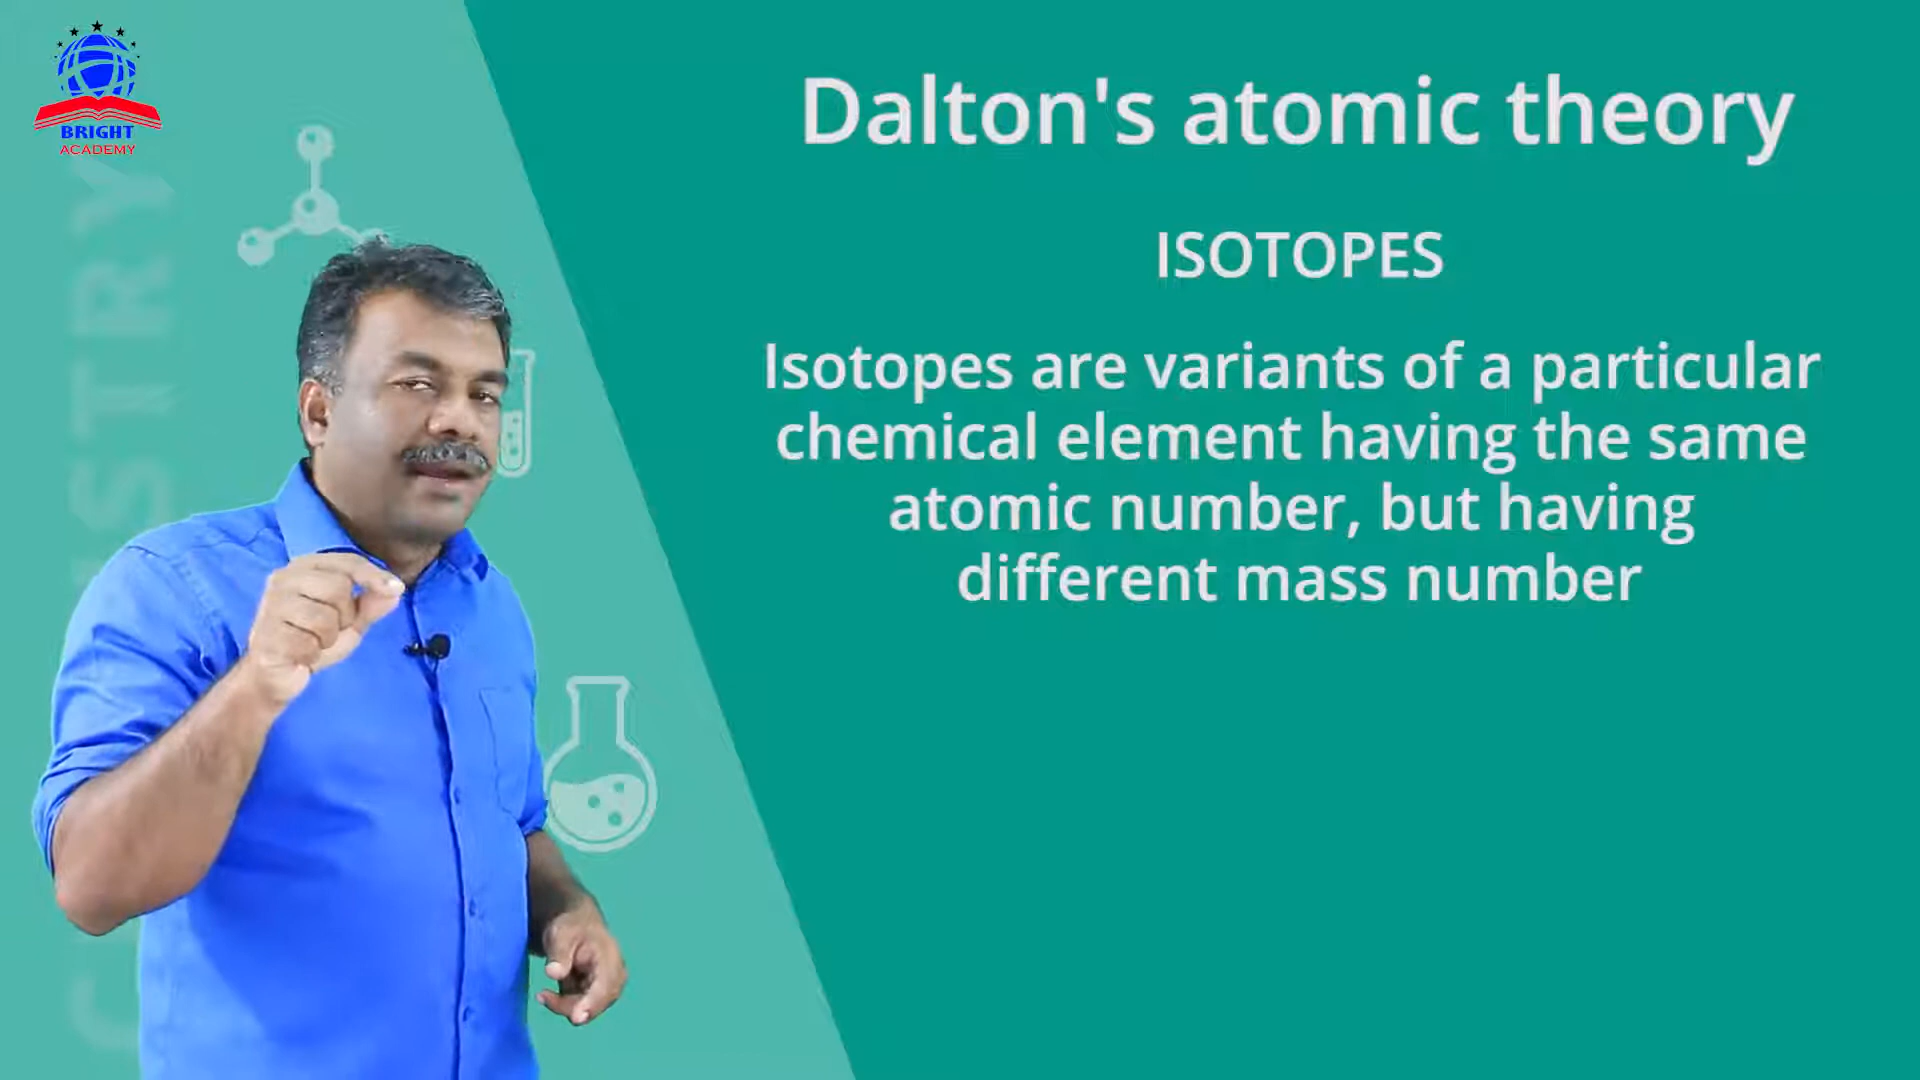 BRIGHT
ACADEMY
Dalton's atomic theory
ISOTOPES
Isotopes are variants of a particular
chemical element having the same
atomic number, but having
different mass number